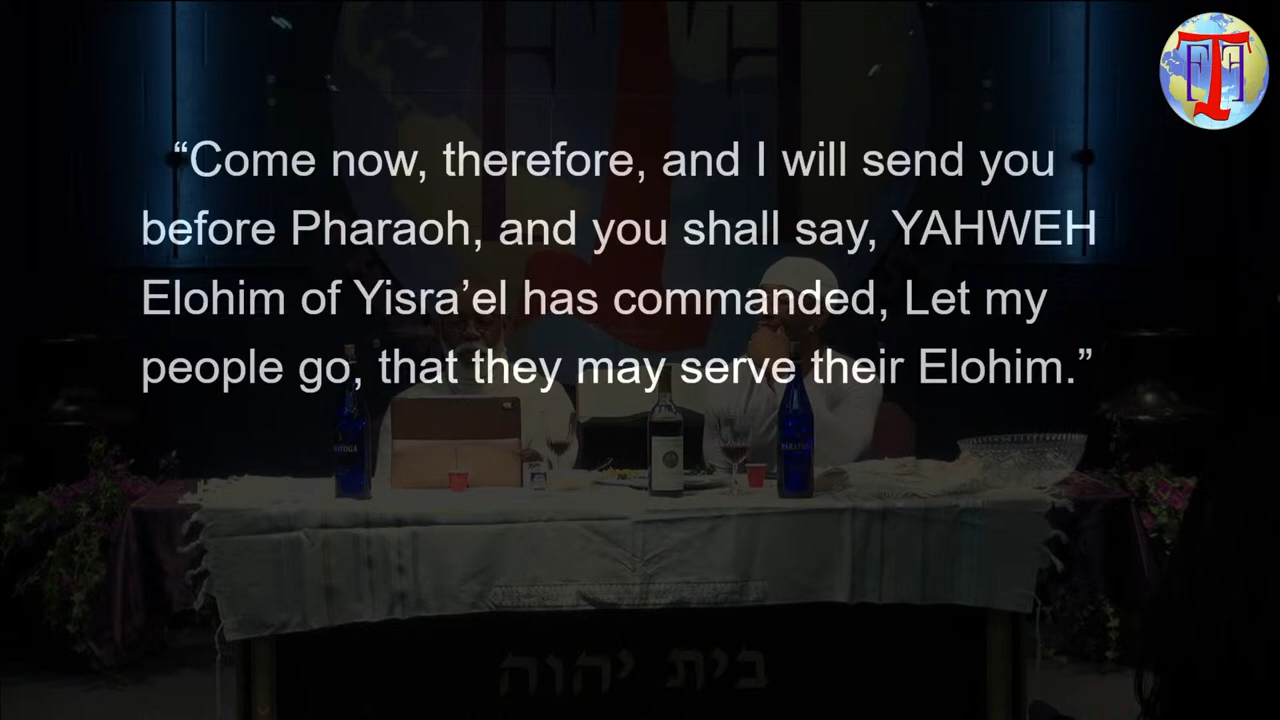 “Come now, therefore, and I will send you
before Pharaoh, and you shall say, YAHWEH
Elohim of Yisra’el has commanded, Let my
people go, that they may serve their Elohim.”
SARATOGA
בית יהוה